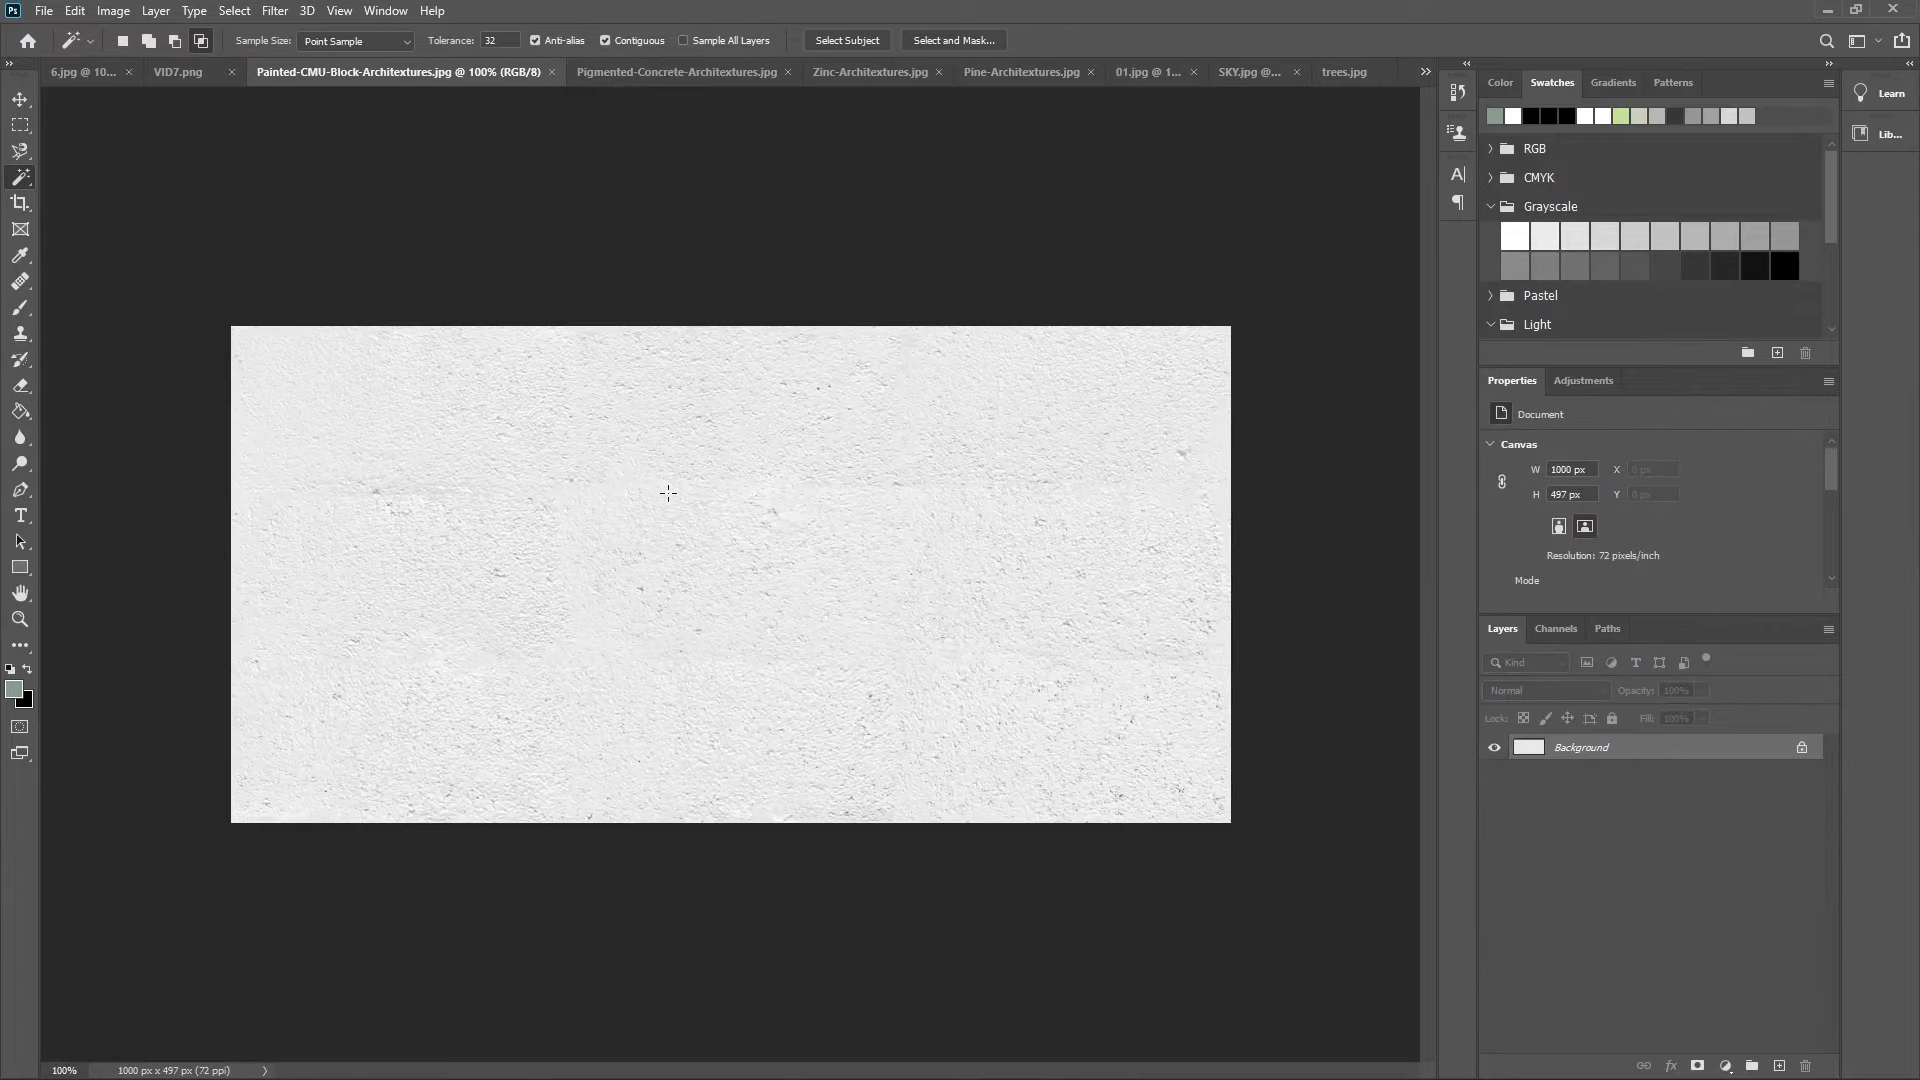 Ps File Edit Image Layer Type Select Filter 3D View Window Help
Sample Size: Point Sample Tolerance: 32 Anti-alias Contiguous Sample All Layers Select Subject Select and Mask...
6.jpg @ 10... VID7.png Painted-CMU-Block-Architextures.jpg @ 100% (RGB/8) Pigmented-Concrete-Architextures.jpg Zinc-Architextures.jpg Pine-Architextures.jpg 01.jpg @ 1... SKY.jpg @... trees.jpg
Color Swatches Gradients Patterns
Learn
Lib...
RGB
CMYK
Grayscale
Pastel
Light
Properties Adjustments
Document
Canvas
W 1000 px X 0 px
H 497 px Y 0 px
Resolution: 72 pixels/inch
Mode
Layers Channels Paths
Kind
Normal Opacity: 100%
Lock: Fill: 100%
Background
100% 1000 px x 497 px (72 ppi)